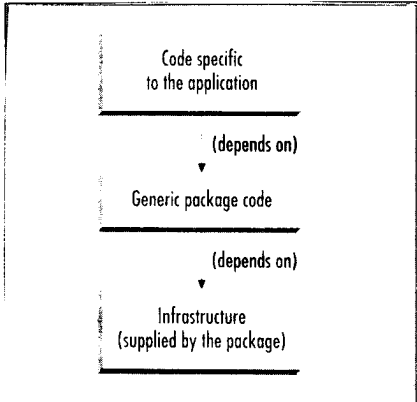 Code specific
to the application
(depends on)
Generic package code
(depends on)
Infrastructure
(supplied by the package)